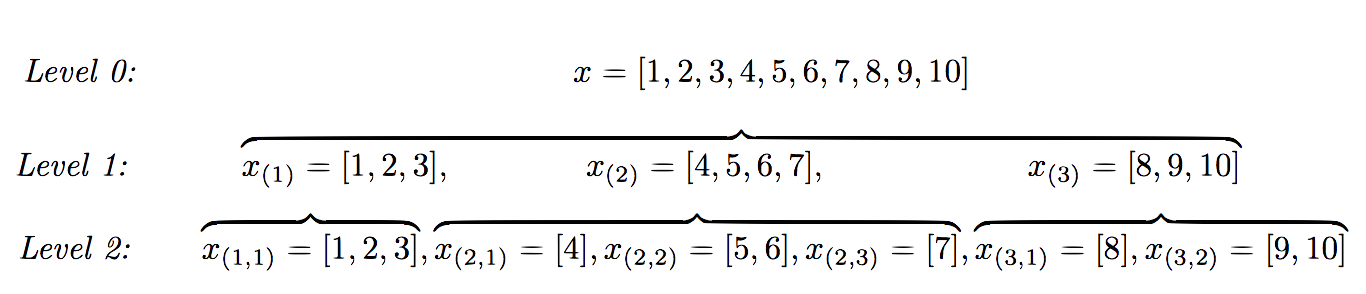 Level 0: x = [1, 2, 3, 4, 5, 6, 7, 8, 9, 10]
Level 1: x_(1) = [1, 2, 3], x_(2) = [4, 5, 6, 7], x_(3) = [8, 9, 10]
Level 2: x_(1,1) = [1, 2, 3], x_(2,1) = [4], x_(2,2) = [5, 6], x_(2,3) = [7], x_(3,1) = [8], x_(3,2) = [9, 10]